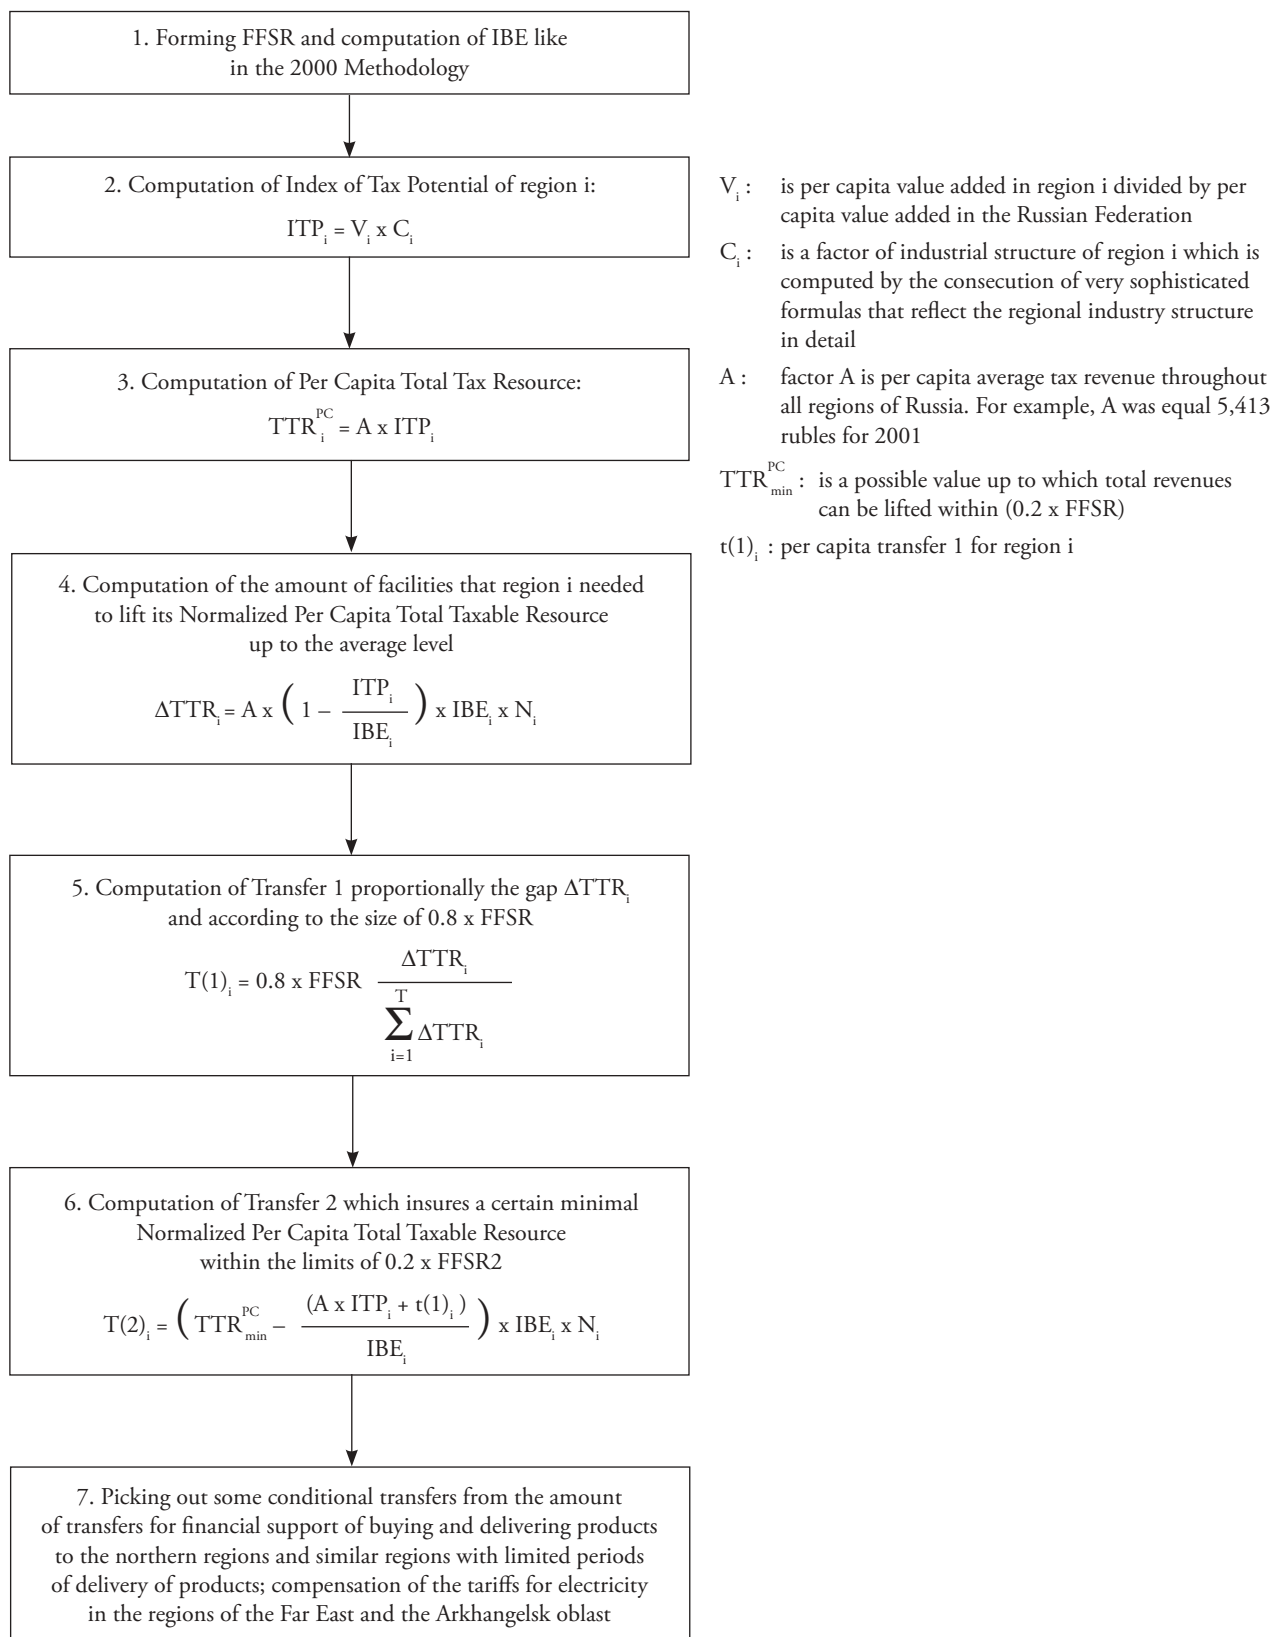 1. Forming FFSR and computation of IBE like
in the 2000 Methodology
2. Computation of Index of Tax Potential of region i:
ITP_i = V_i x C_i
V_i : is per capita value added in region i divided by per
capita value added in the Russian Federation
C_i : is a factor of industrial structure of region i which is
computed by the consecution of very sophisticated
formulas that reflect the regional industry structure
in detail
3. Computation of Per Capita Total Tax Resource:
TTR_i^PC = A x ITP_i
A : factor A is per capita average tax revenue throughout
all regions of Russia. For example, A was equal 5,413
rubles for 2001
TTR_min^PC : is a possible value up to which total revenues
can be lifted within (0.2 x FFSR)
t(1)_i : per capita transfer 1 for region i
4. Computation of the amount of facilities that region i needed
to lift its Normalized Per Capita Total Taxable Resource
up to the average level
ΔTTR_i = A x ( 1 – ITP_i / IBE_i ) x IBE_i x N_i
5. Computation of Transfer 1 proportionally the gap ΔTTR_i
and according to the size of 0.8 x FFSR
T(1)_i = 0.8 x FFSR ΔTTR_i / Σ_{i=1}^T ΔTTR_i
6. Computation of Transfer 2 which insures a certain minimal
Normalized Per Capita Total Taxable Resource
within the limits of 0.2 x FFSR2
T(2)_i = ( TTR_min^PC – (A x ITP_i + t(1)_i ) / IBE_i ) x IBE_i x N_i
7. Picking out some conditional transfers from the amount
of transfers for financial support of buying and delivering products
to the northern regions and similar regions with limited periods
of delivery of products; compensation of the tariffs for electricity
in the regions of the Far East and the Arkhangelsk oblast